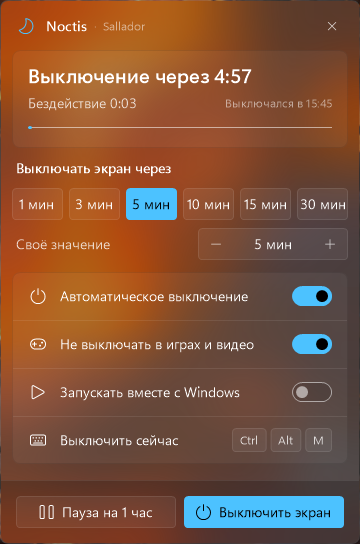 Noctis · Sallador
Выключение через 4:57
Бездействие 0:03 Выключался в 15:45
Выключать экран через
1 мин 3 мин 5 мин 10 мин 15 мин 30 мин
Своё значение − 5 мин +
Автоматическое выключение
Не выключать в играх и видео
Запускать вместе с Windows
Выключить сейчас Ctrl Alt M
Пауза на 1 час Выключить экран